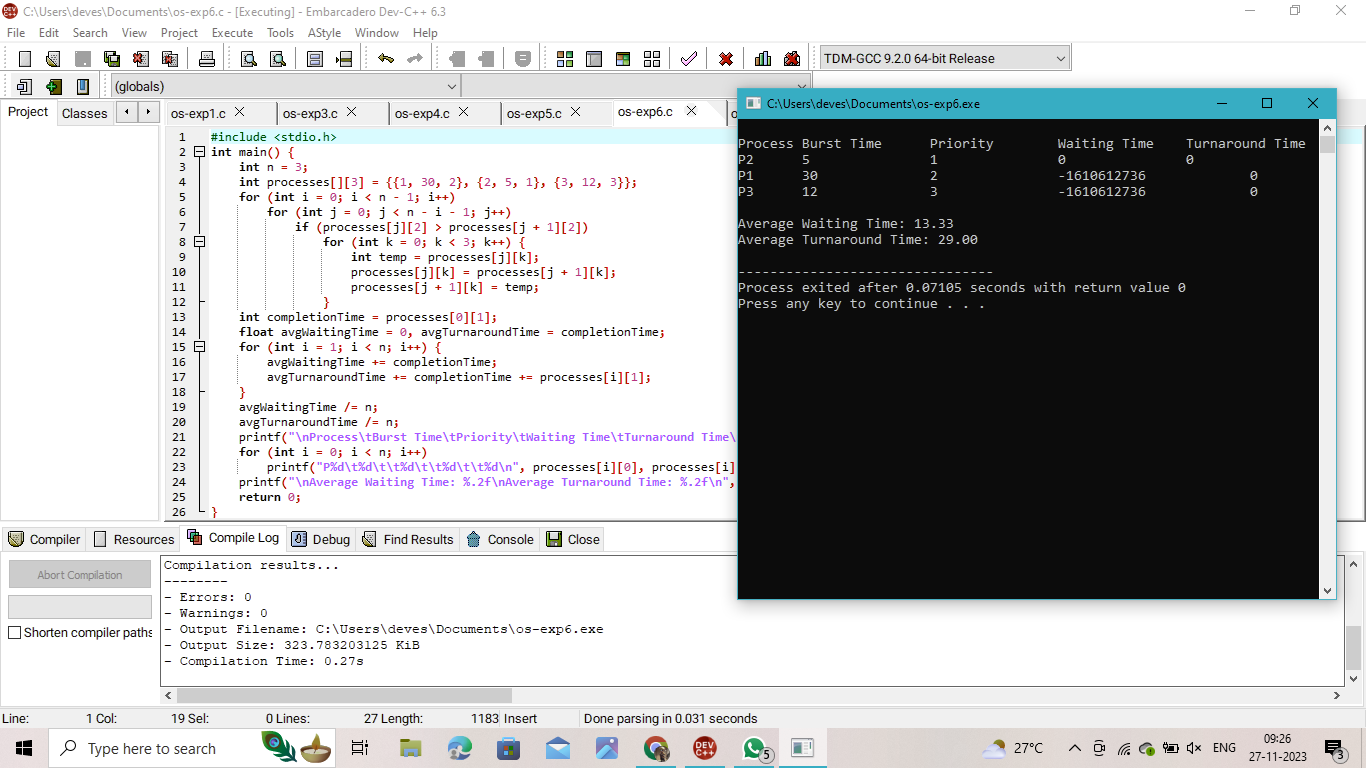 C:\Users\deves\Documents\os-exp6.c - [Executing] - Embarcadero Dev-C++ 6.3
File Edit Search View Project Execute Tools AStyle Window Help
TDM-GCC 9.2.0 64-bit Release
(globals)
Project Classes os-exp1.c os-exp3.c os-exp4.c os-exp5.c os-exp6.c
1 #include <stdio.h>
2 int main() {
3 int n = 3;
4 int processes[][3] = {{1, 30, 2}, {2, 5, 1}, {3, 12, 3}};
5 for (int i = 0; i < n - 1; i++)
6 for (int j = 0; j < n - i - 1; j++)
7 if (processes[j][2] > processes[j + 1][2])
8 for (int k = 0; k < 3; k++) {
9 int temp = processes[j][k];
10 processes[j][k] = processes[j + 1][k];
11 processes[j + 1][k] = temp;
12 }
13 int completionTime = processes[0][1];
14 float avgWaitingTime = 0, avgTurnaroundTime = completionTime;
15 for (int i = 1; i < n; i++) {
16 avgWaitingTime += completionTime;
17 avgTurnaroundTime += completionTime += processes[i][1];
18 }
19 avgWaitingTime /= n;
20 avgTurnaroundTime /= n;
21 printf("\nProcess\tBurst Time\tPriority\tWaiting Time\tTurnaround Time\
22 for (int i = 0; i < n; i++)
23 printf("P%d\t%d\t\t%d\t\t%d\t\t%d\n", processes[i][0], processes[i]
24 printf("\nAverage Waiting Time: %.2f\nAverage Turnaround Time: %.2f\n",
25 return 0;
26 }
C:\Users\deves\Documents\os-exp6.exe
Process Burst Time Priority Waiting Time Turnaround Time
P2 5 1 0 0
P1 30 2 -1610612736 0
P3 12 3 -1610612736 0
Average Waiting Time: 13.33
Average Turnaround Time: 29.00
--------------------------------
Process exited after 0.07105 seconds with return value 0
Press any key to continue . . .
Compiler Resources Compile Log Debug Find Results Console Close
Abort Compilation
Shorten compiler paths
Compilation results...
--------
- Errors: 0
- Warnings: 0
- Output Filename: C:\Users\deves\Documents\os-exp6.exe
- Output Size: 323.783203125 KiB
- Compilation Time: 0.27s
Line: 1 Col: 19 Sel: 0 Lines: 27 Length: 1183 Insert Done parsing in 0.031 seconds
Type here to search
DEV C++
5
27°C
ENG
09:26
27-11-2023
3